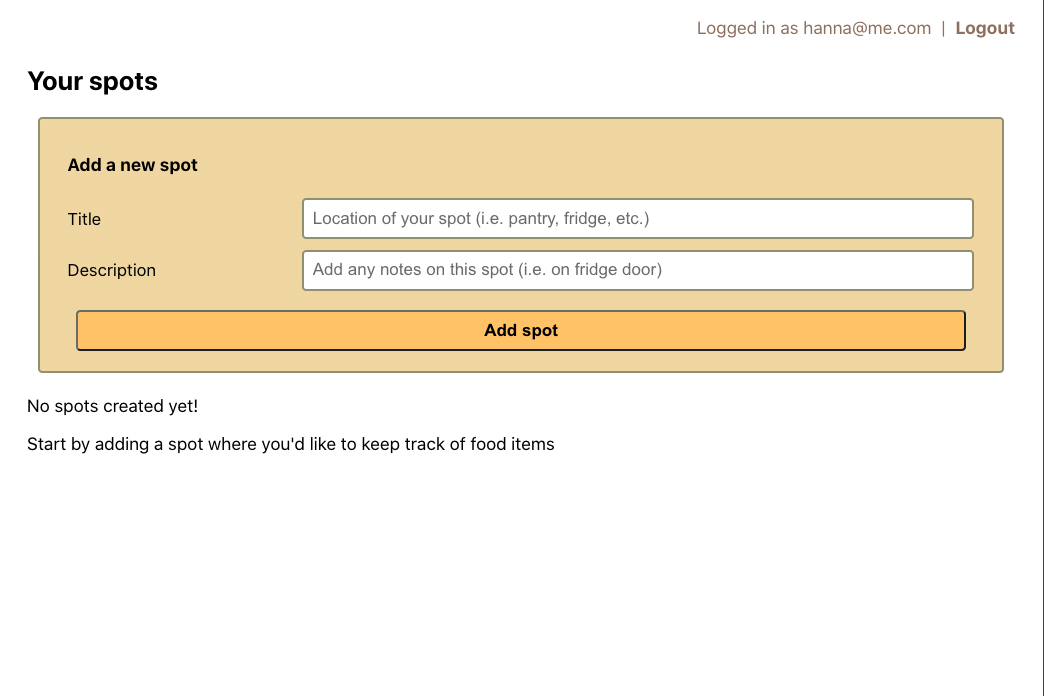 Logged in as hanna@me.com | Logout
Your spots
Add a new spot
Title
Location of your spot (i.e. pantry, fridge, etc.)
Description
Add any notes on this spot (i.e. on fridge door)
Add spot
No spots created yet!
Start by adding a spot where you'd like to keep track of food items